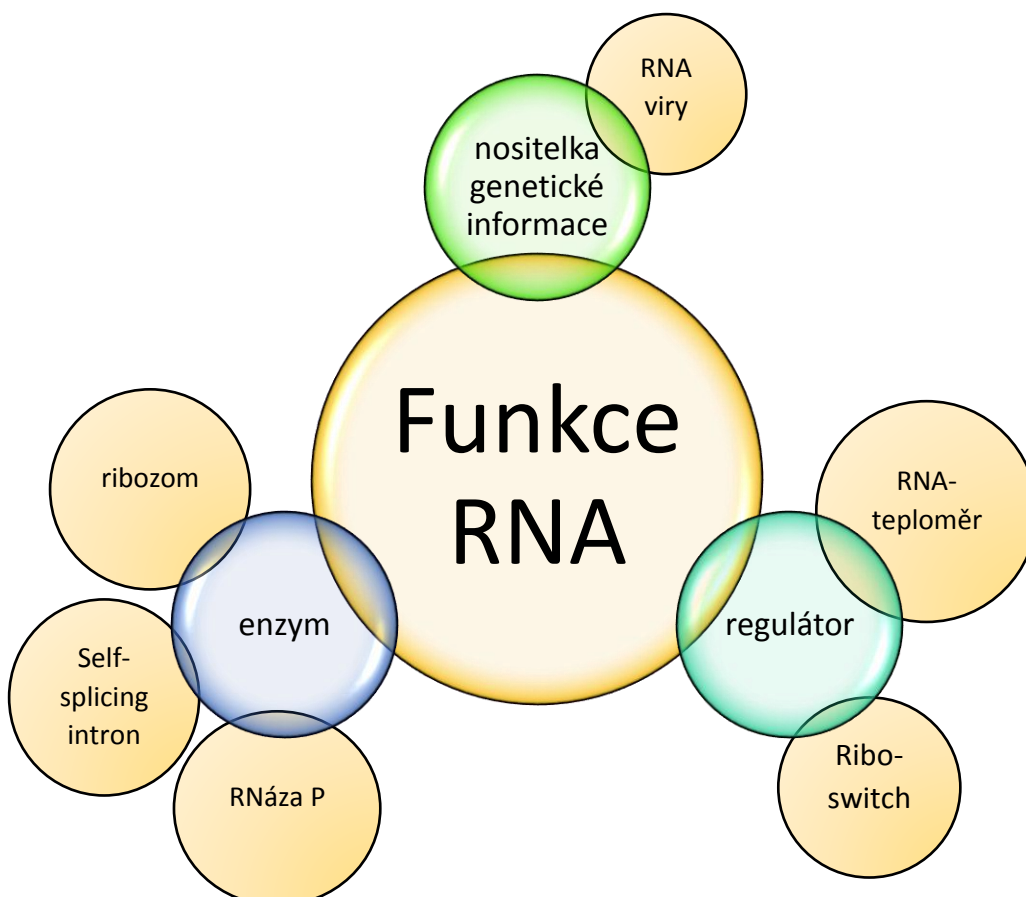 RNA
viry
nositelka
genetické
informace
Funkce
RNA
ribozom
RNA-
teploměr
enzym
regulátor
Self-
splicing
intron
RNáza P
Ribo-
switch